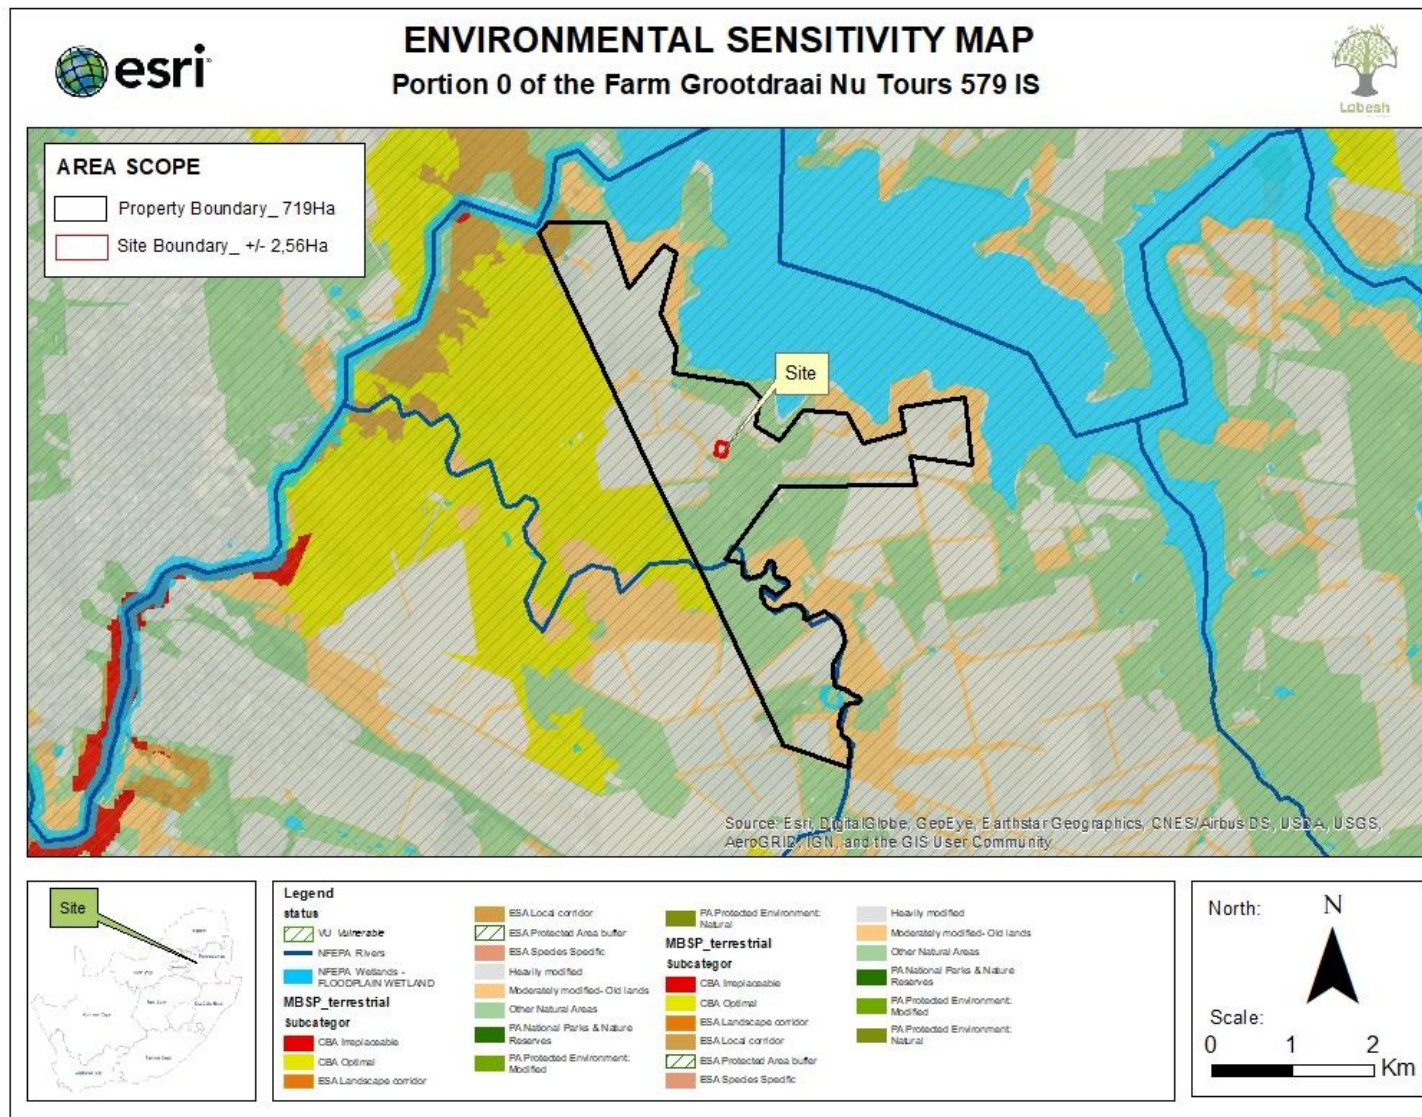 esri
ENVIRONMENTAL SENSITIVITY MAP
Portion 0 of the Farm Grootdraai Nu Tours 579 IS
Labesh
AREA SCOPE
Property Boundary_ 719Ha
Site Boundary_ +/- 2,56Ha
Site
Source: Esri, DigitalGlobe, GeoEye, Earthstar Geographics, CNES/Airbus DS, USDA, USGS,
AeroGRID, IGN, and the GIS User Community
Site
Legend
status
VU Vulnerable
NFEPA Rivers
NFEPA Wetlands -
FLOODPLAIN WETLAND
MBSP_terrestrial
Subcategor
CBA Irreplaceable
CBA Optimal
ESA Landscape corridor
ESA Local corridor
ESA Protected Area buffer
ESA Species Specific
Heavily modified
Moderately modified- Old lands
Other Natural Areas
PA National Parks & Nature
Reserves
PA Protected Environment:
Modified
PA Protected Environment:
Natural
MBSP_terrestrial
Subcategor
CBA Irreplaceable
CBA Optimal
ESA Landscape corridor
ESA Local corridor
ESA Protected Area buffer
ESA Species Specific
Heavily modified
Moderately modified- Old lands
Other Natural Areas
PA National Parks & Nature
Reserves
PA Protected Environment:
Modified
PA Protected Environment:
Natural
North:
N
Scale:
0 1 2
Km